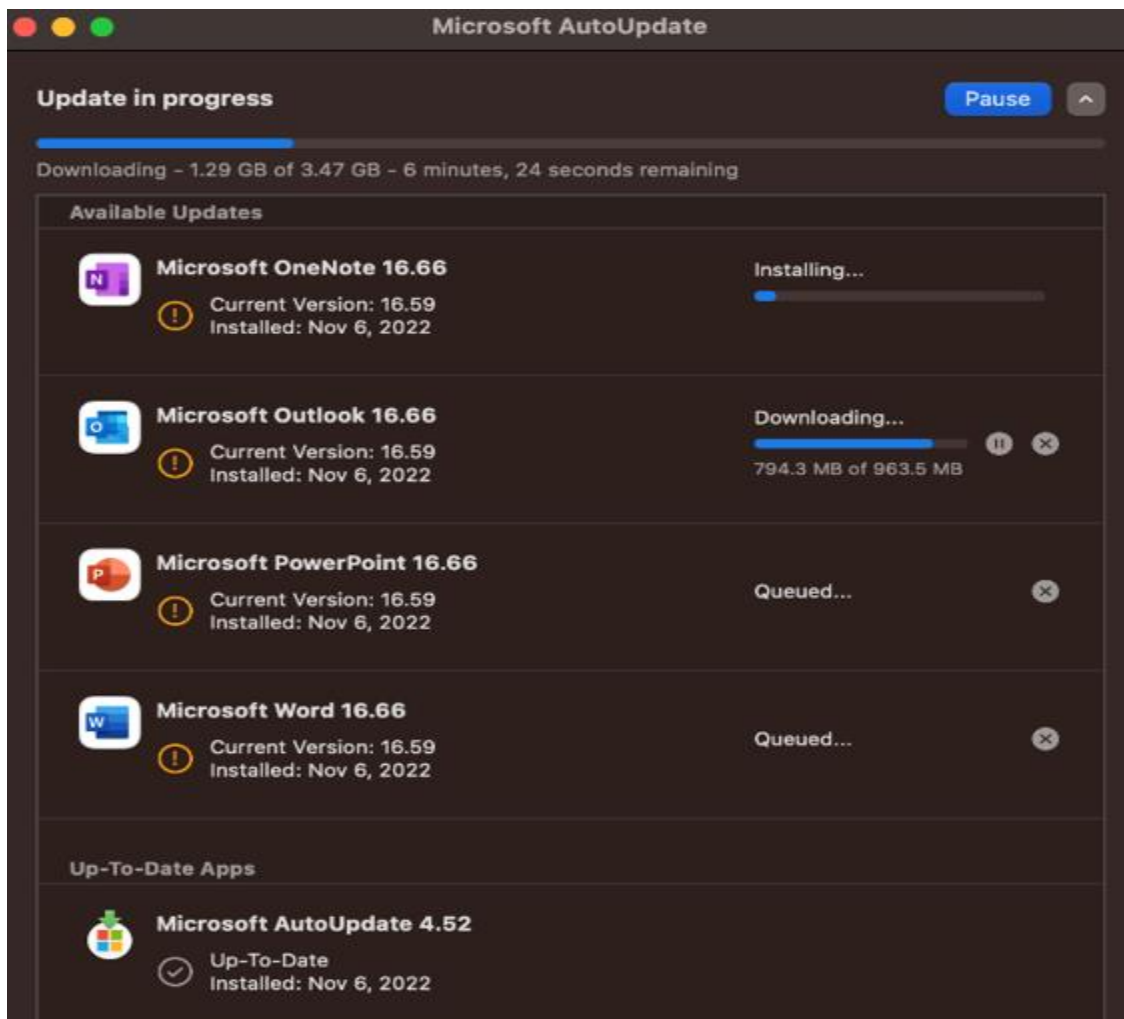 Microsoft AutoUpdate
Update in progress
Pause
Downloading - 1.29 GB of 3.47 GB - 6 minutes, 24 seconds remaining
Available Updates
N
Microsoft OneNote 16.66
Current Version: 16.59
Installed: Nov 6, 2022
Installing...
O
Microsoft Outlook 16.66
Current Version: 16.59
Installed: Nov 6, 2022
Downloading...
794.3 MB of 963.5 MB
P
Microsoft PowerPoint 16.66
Current Version: 16.59
Installed: Nov 6, 2022
Queued...
W
Microsoft Word 16.66
Current Version: 16.59
Installed: Nov 6, 2022
Queued...
Up-To-Date Apps
Microsoft AutoUpdate 4.52
Up-To-Date
Installed: Nov 6, 2022